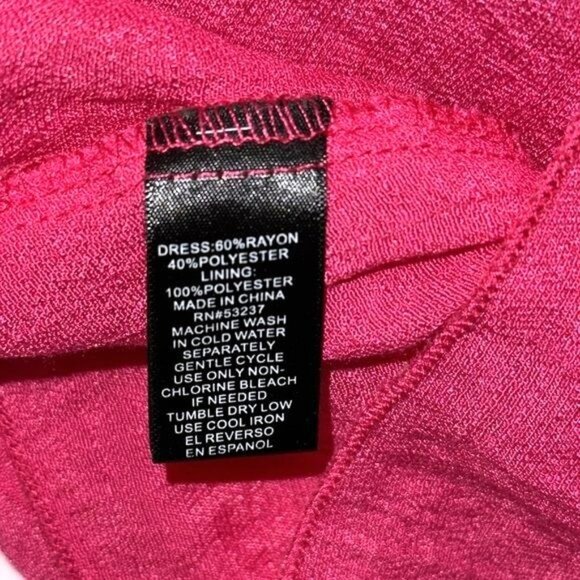 DRESS:60%RAYON
40%POLYESTER
LINING:
100%POLYESTER
MADE IN CHINA
RN#53237
MACHINE WASH
IN COLD WATER
SEPARATELY
GENTLE CYCLE
USE ONLY NON-
CHLORINE BLEACH
IF NEEDED
TUMBLE DRY LOW
USE COOL IRON
EL REVERSO
EN ESPANOL